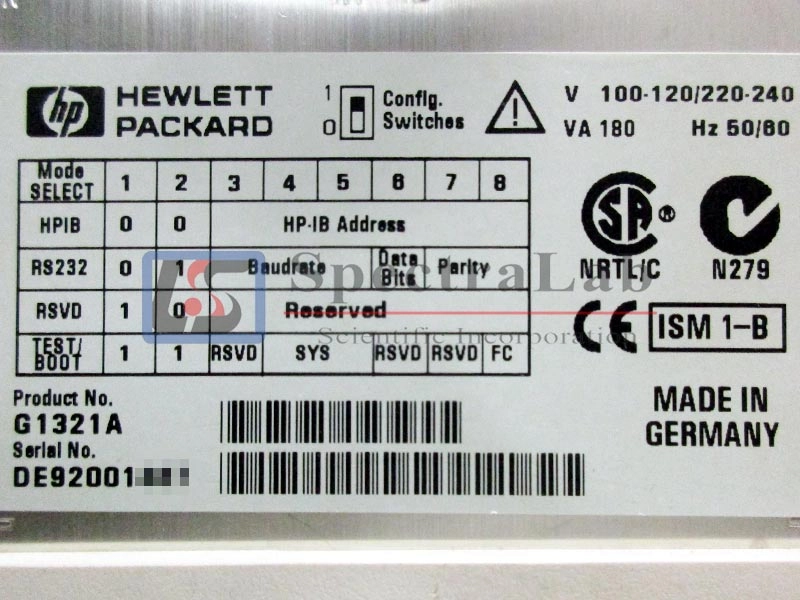 hp HEWLETT PACKARD
1 0 Config. Switches
V 100-120/220-240
VA 180 Hz 50/60
Mode SELECT 1 2 3 4 5 6 7 8
HPIB 0 0 HP-IB Address
RS232 0 1 Baudrate Data Bits Parity
RSVD 1 0 Reserved
TEST/BOOT 1 1 RSVD SYS RSVD RSVD FC
SA ®
NRTL/C
N279
CE ISM 1-B
SpectraLab
Scientific Incorporation
Product No.
G1321A
Serial No.
DE92001
MADE IN
GERMANY